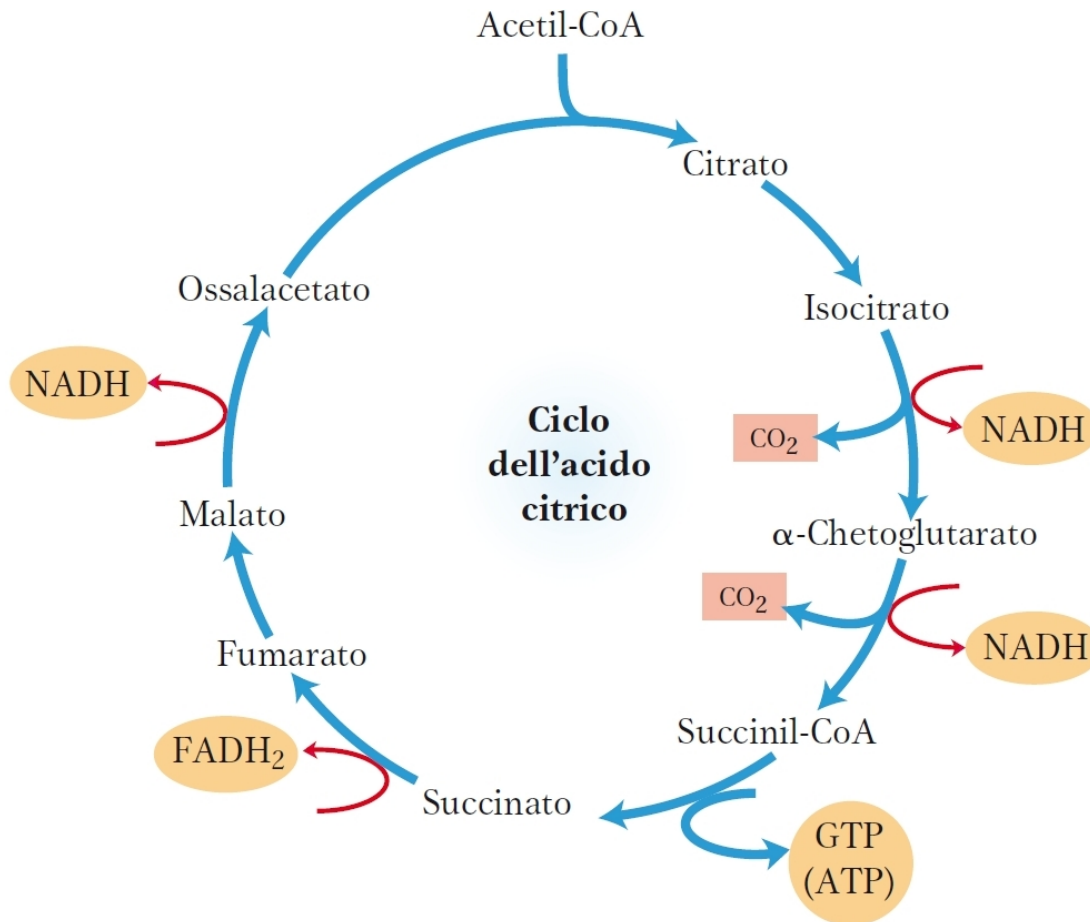 Acetil-CoA
Citrato
Ossalacetato
Isocitrato
NADH
Ciclo
dell’acido
citrico
CO₂
NADH
Malato
α-Chetoglutarato
CO₂
NADH
Fumarato
Succinil-CoA
FADH₂
Succinato
GTP
(ATP)